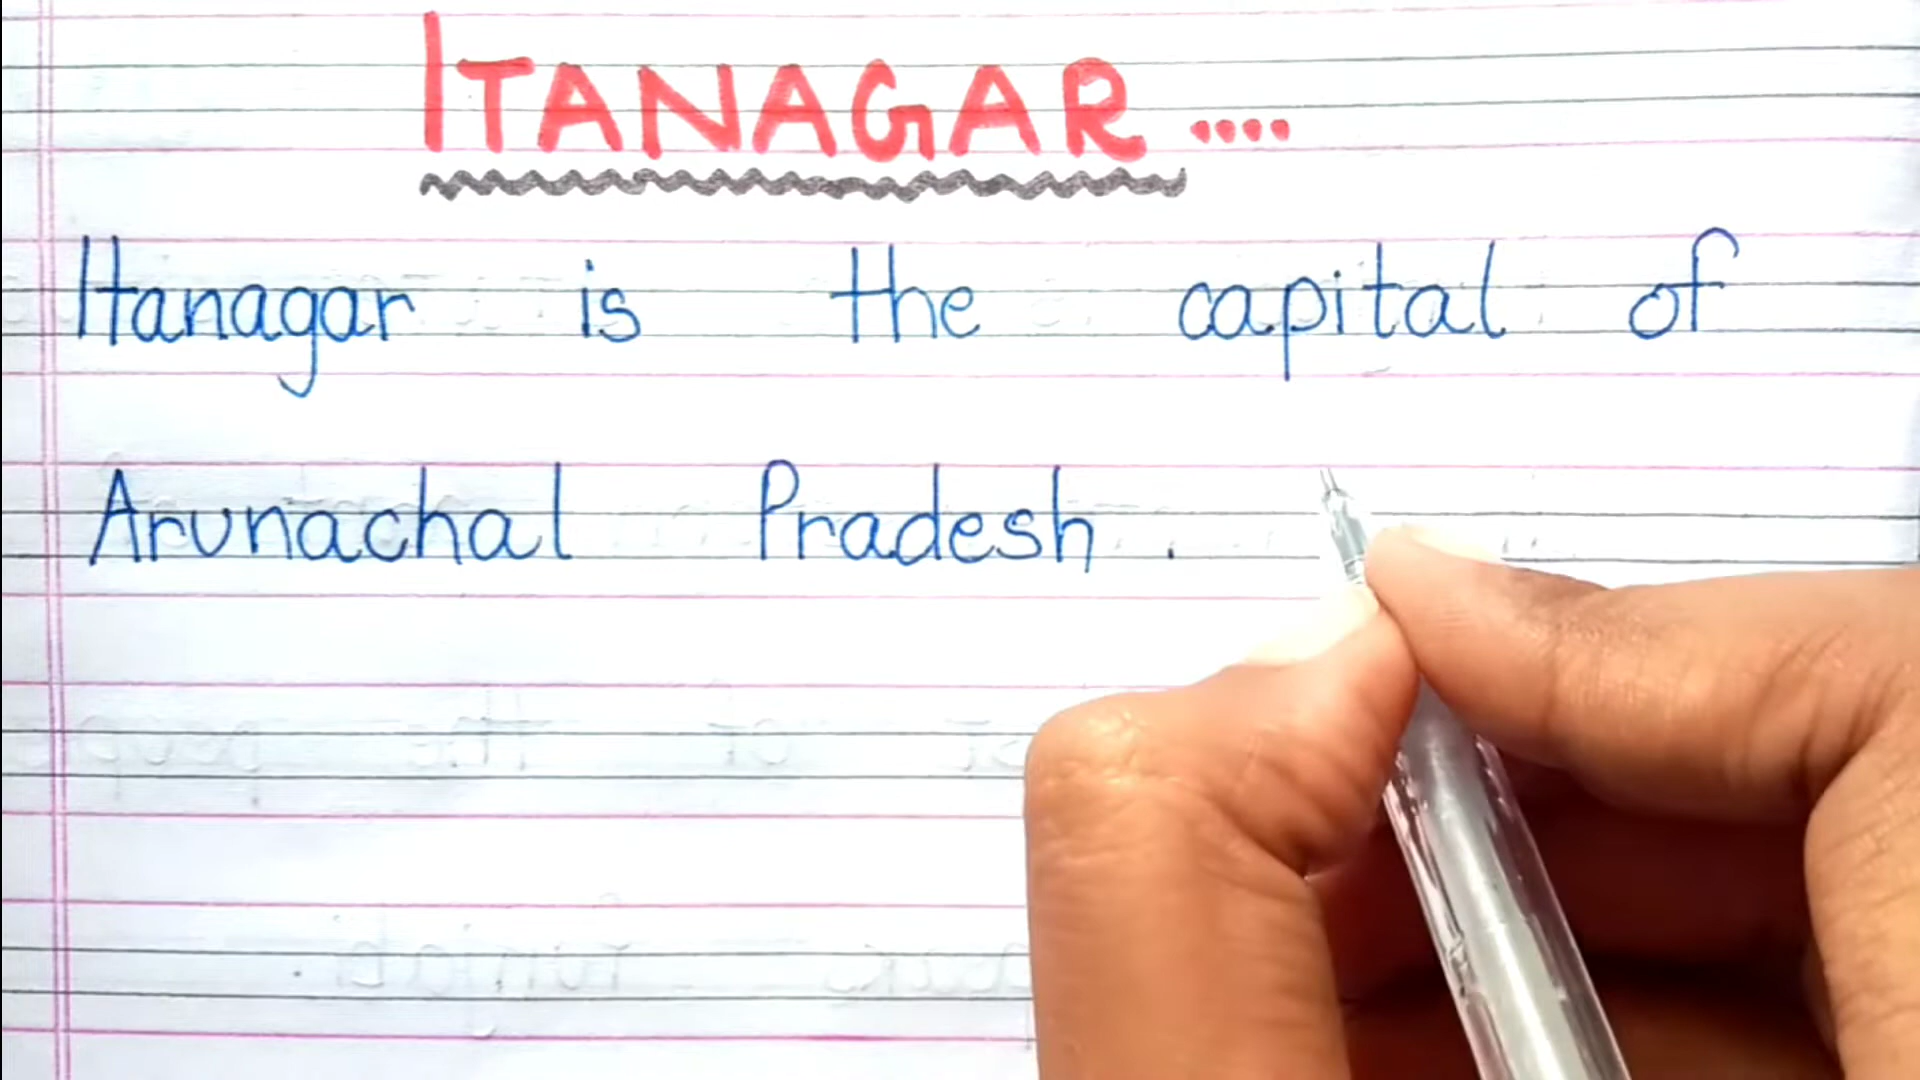 ITANAGAR ....
Itanagar is the capital of
Arunachal Pradesh .